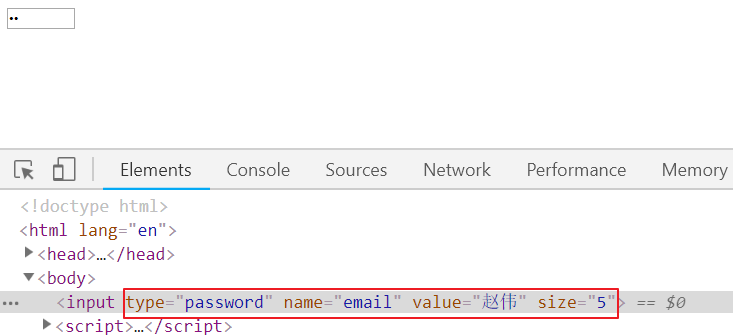 ••
Elements Console Sources Network Performance Memory
<!doctype html>
<html lang="en">
▶<head>…</head>
▼<body>
••• <input type="password" name="email" value="赵伟" size="5"> == $0
▶<script>…</script>